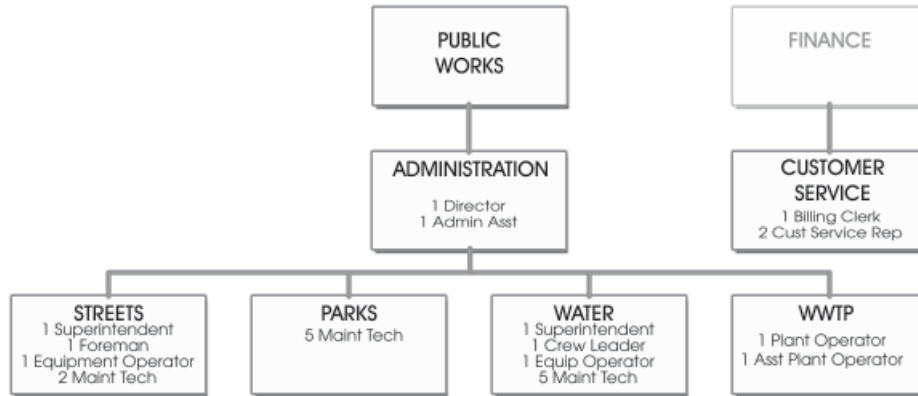 PUBLIC
WORKS
FINANCE
ADMINISTRATION
1 Director
1 Admin Asst
CUSTOMER
SERVICE
1 Billing Clerk
2 Cust Service Rep
STREETS
1 Superintendent
1 Foreman
1 Equipment Operator
2 Maint Tech
PARKS
5 Maint Tech
WATER
1 Superintendent
1 Crew Leader
1 Equip Operator
5 Maint Tech
WWTP
1 Plant Operator
1 Asst Plant Operator